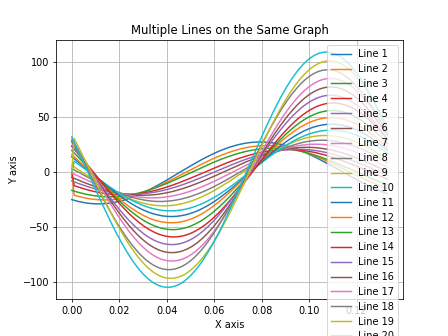 Multiple Lines on the Same Graph
Y axis
100
50
0
−50
−100
0.00
0.02
0.04
0.06
0.08
0.10
X axis
Line 1
Line 2
Line 3
Line 4
Line 5
Line 6
Line 7
Line 8
Line 9
Line 10
Line 11
Line 12
Line 13
Line 14
Line 15
Line 16
Line 17
Line 18
Line 19
Line 20